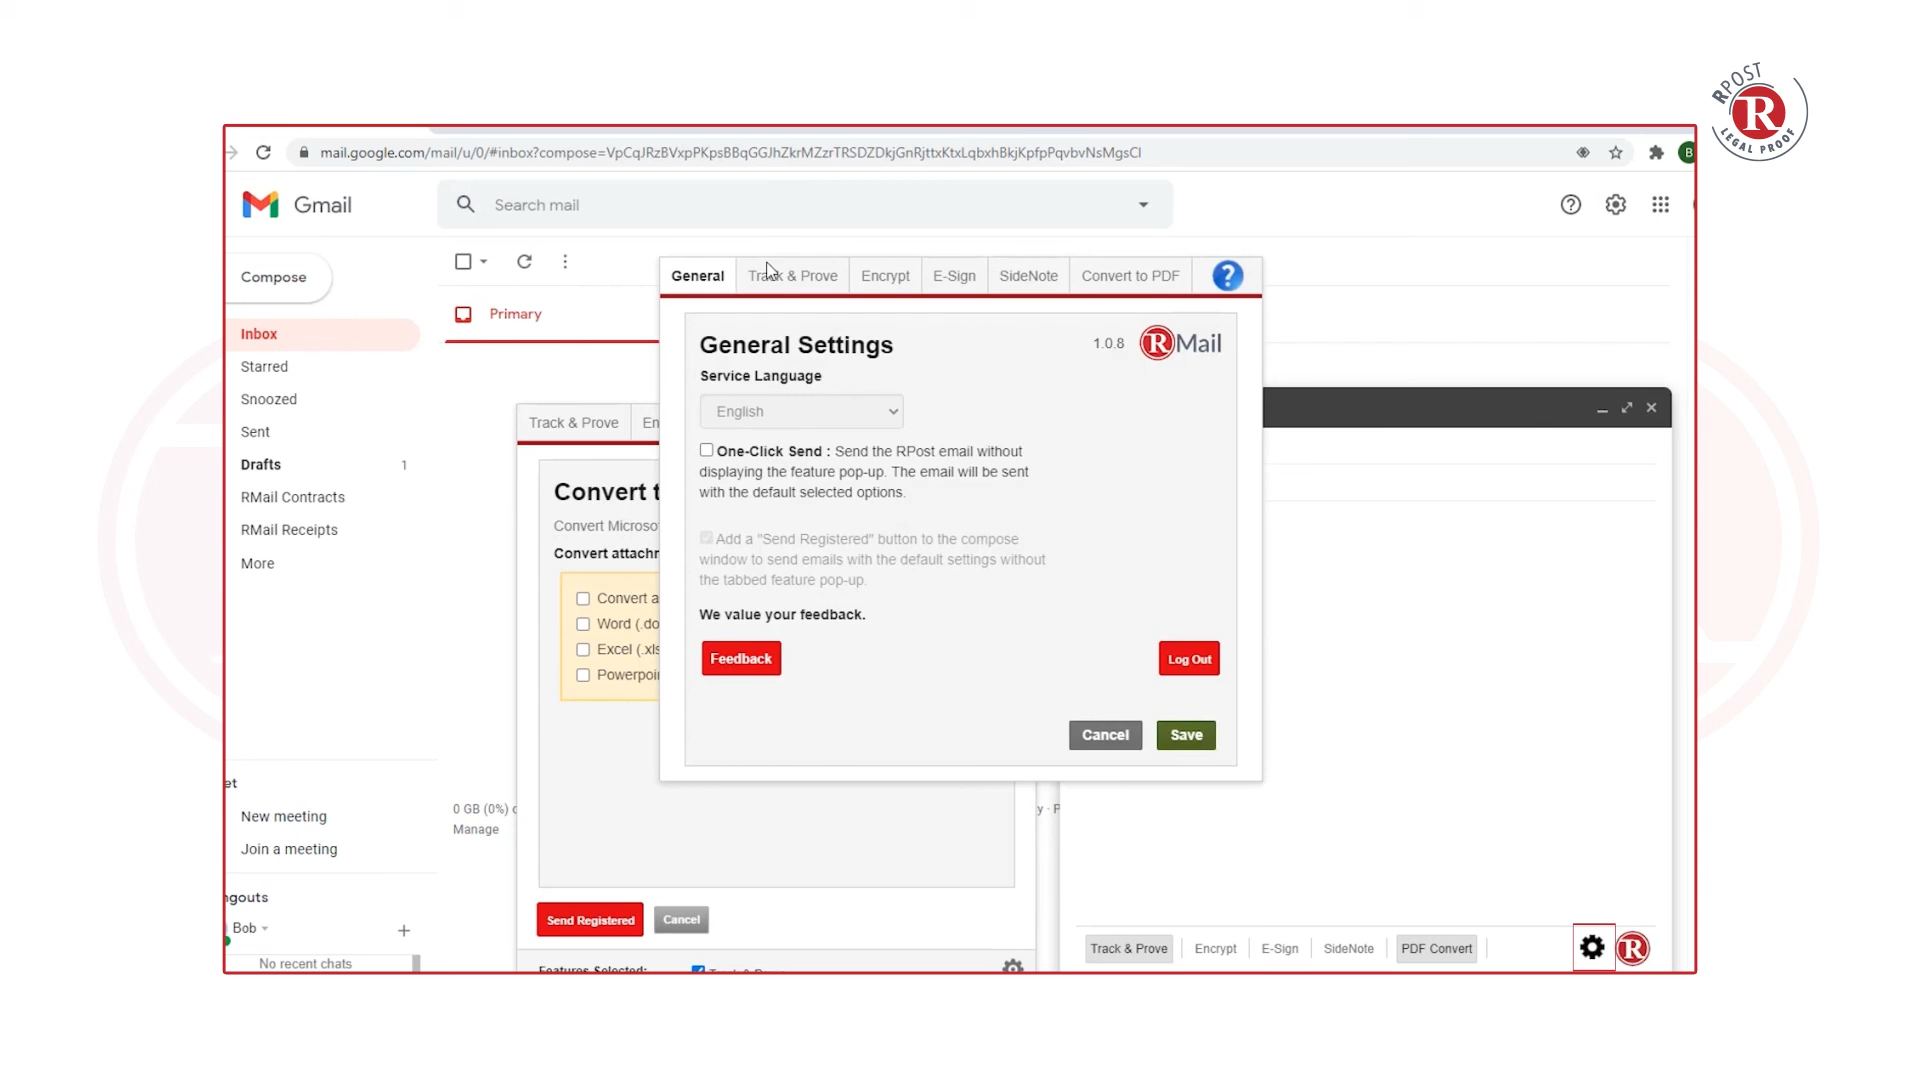 RPOST
R
LEGAL PROOF
mail.google.com/mail/u/0/#inbox?compose=VpCqJRzBVxpPKpsBBqGGJhZkrMZzrTRSDZDkjGnRjttxKtxLqbxhBkjKpfpPqvbvNsMgsCl
B
Gmail
Search mail
Compose
General
Track & Prove
Encrypt
E-Sign
SideNote
Convert to PDF
?
Primary
Inbox
Starred
Snoozed
Sent
Drafts 1
RMail Contracts
RMail Receipts
More
General Settings
1.0.8
RMail
Service Language
English
One-Click Send : Send the RPost email without
displaying the feature pop-up. The email will be sent
with the default selected options.
Add a "Send Registered" button to the compose
window to send emails with the default settings without
the tabbed feature pop-up.
We value your feedback.
Feedback
Log Out
Cancel
Save
Track & Prove
En
Convert t
Convert Microso
Convert attachm
Convert a
Word (.do
Excel (.xls
Powerpoi
et
New meeting
Join a meeting
0 GB (0%) o
Manage
y · P
ngouts
Bob
No recent chats
Send Registered
Cancel
Features Selected:
Track & Prove
Encrypt
E-Sign
SideNote
PDF Convert
R